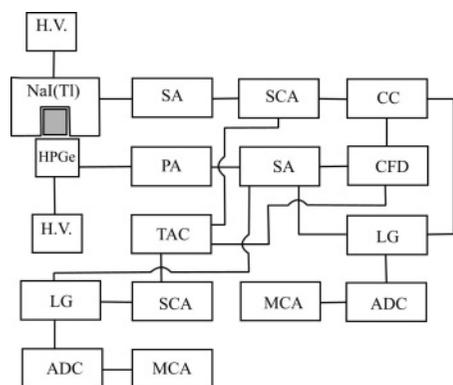 H.V.
NaI(Tl)
SA
SCA
CC
HPGe
PA
SA
CFD
H.V.
TAC
LG
LG
SCA
MCA
ADC
ADC
MCA